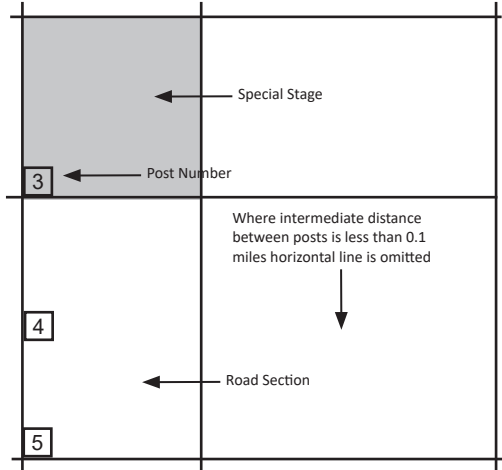 Special Stage
3
Post Number
Where intermediate distance
between posts is less than 0.1
miles horizontal line is omitted
4
Road Section
5